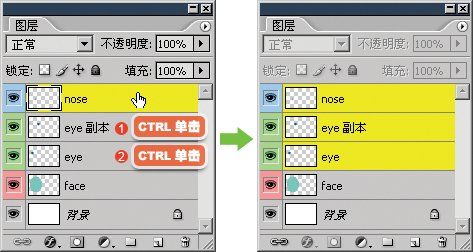 图层
正常
不透明度: 100%
锁定:
填充: 100%
nose
eye 副本
1 CTRL 单击
eye
2 CTRL 单击
face
背景
图层
正常
不透明度: 100%
锁定:
填充: 100%
nose
eye 副本
eye
face
背景